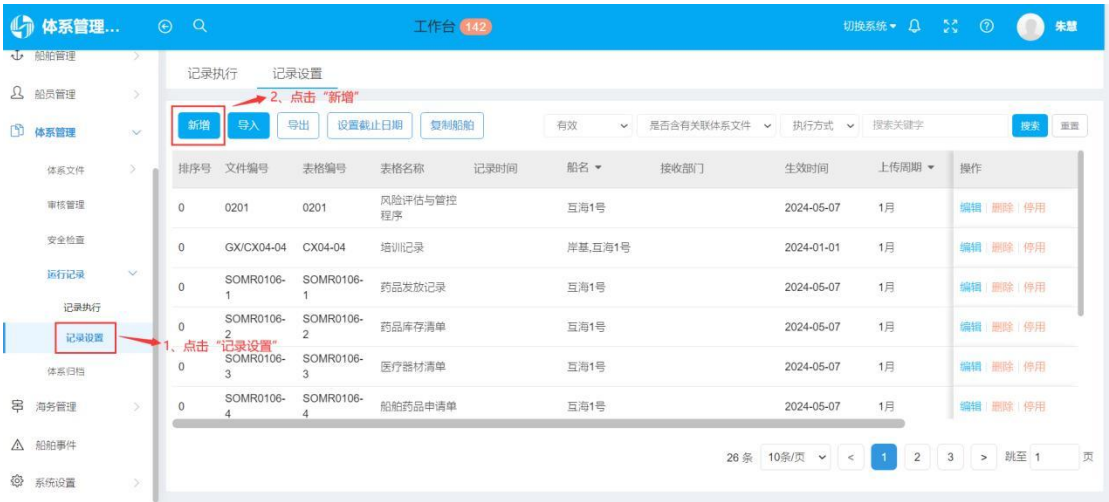 体系管理...
工作台 142
切换系统
朱慧
船舶管理
船员管理
体系管理
体系文件
审核管理
安全检查
运行记录
记录执行
记录设置
体系归档
海务管理
船舶事件
系统设置
记录执行 记录设置
2、点击“新增”
1、点击“记录设置”
新增 导入 导出 设置截止日期 复制船舶 有效 是否含有关联体系文件 执行方式 搜索关键字 搜索 重置
排序号 文件编号 表格编号 表格名称 记录时间 船名 接收部门 生效时间 上传周期 操作
0 0201 0201 风险评估与管控程序 互海1号 2024-05-07 1月 编辑 删除 停用
0 GX/CX04-04 CX04-04 培训记录 岸基,互海1号 2024-01-01 1月 编辑 删除 停用
0 SOMR0106-1 SOMR0106-1 药品发放记录 互海1号 2024-05-07 1月 编辑 删除 停用
0 SOMR0106-2 SOMR0106-2 药品库存清单 互海1号 2024-05-07 1月 编辑 删除 停用
0 SOMR0106-3 SOMR0106-3 医疗器材清单 互海1号 2024-05-07 1月 编辑 删除 停用
0 SOMR0106-4 SOMR0106-4 船舶药品申请单 互海1号 2024-05-07 1月 编辑 删除 停用
26 条 10条/页 < 1 2 3 > 跳至 1 页